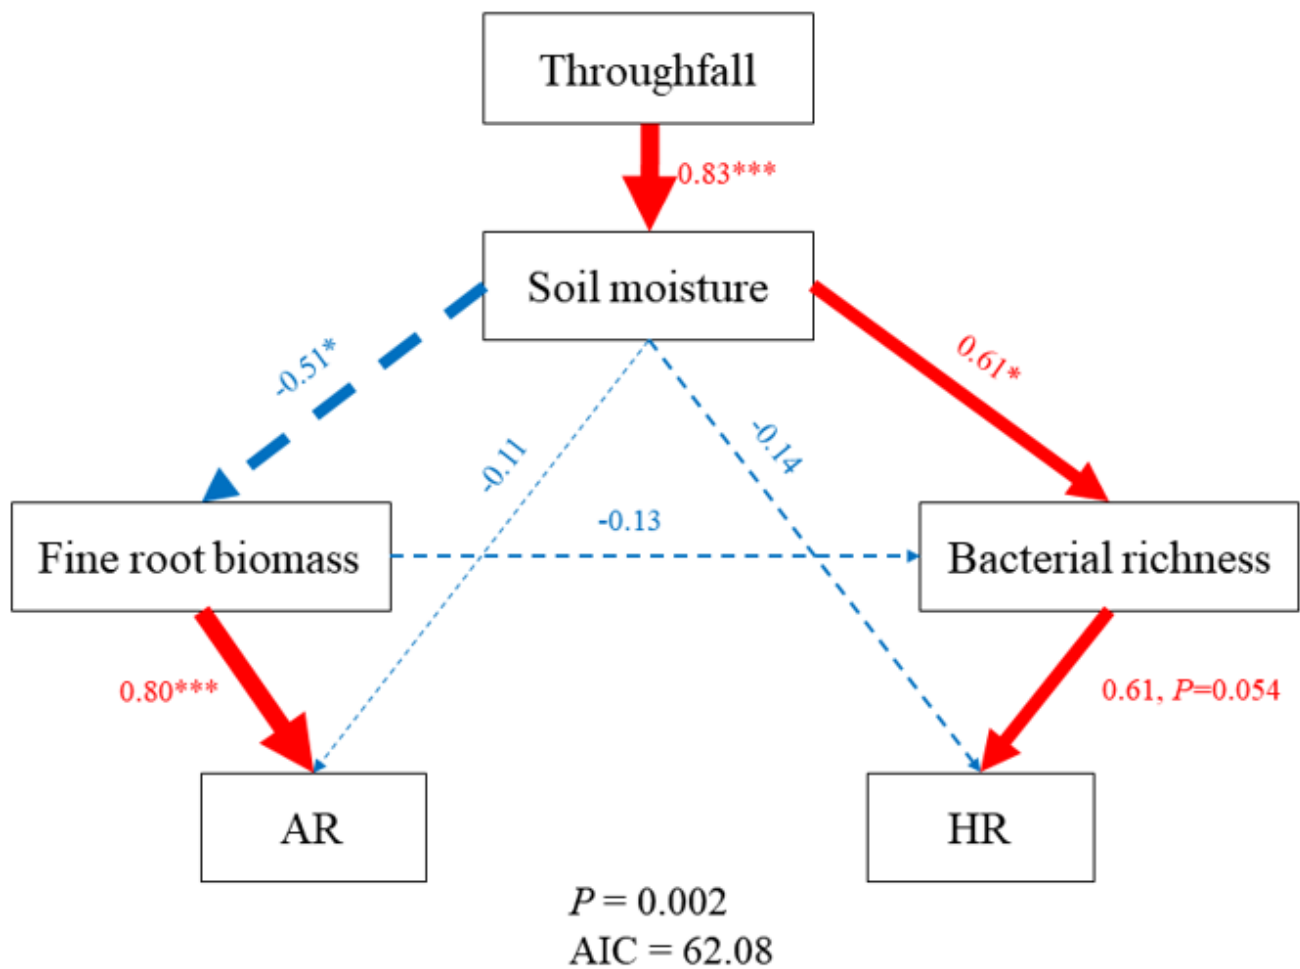 Throughfall
0.83***
Soil moisture
-0.51*
0.61*
-0.11
-0.14
-0.13
Fine root biomass
Bacterial richness
0.80***
0.61, P=0.054
AR
HR
P = 0.002
AIC = 62.08